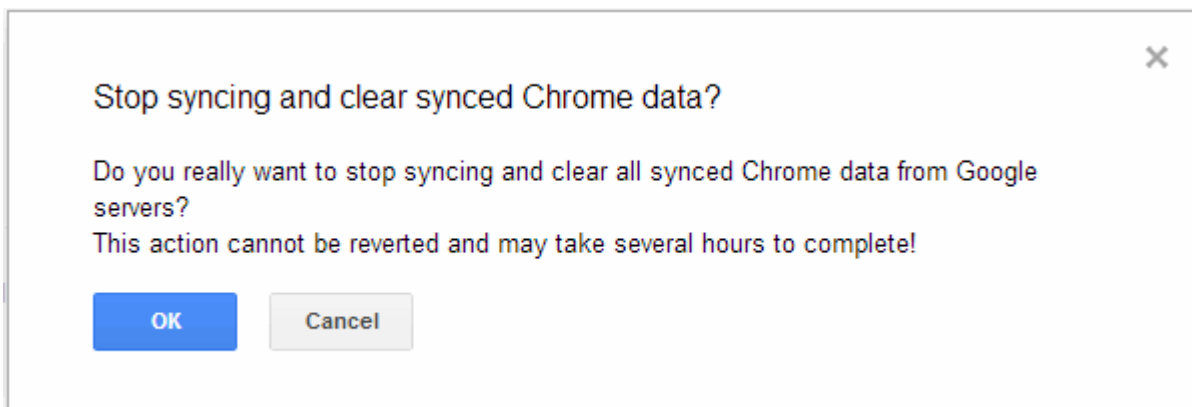 Stop syncing and clear synced Chrome data?
Do you really want to stop syncing and clear all synced Chrome data from Google
servers?
This action cannot be reverted and may take several hours to complete!
OK Cancel